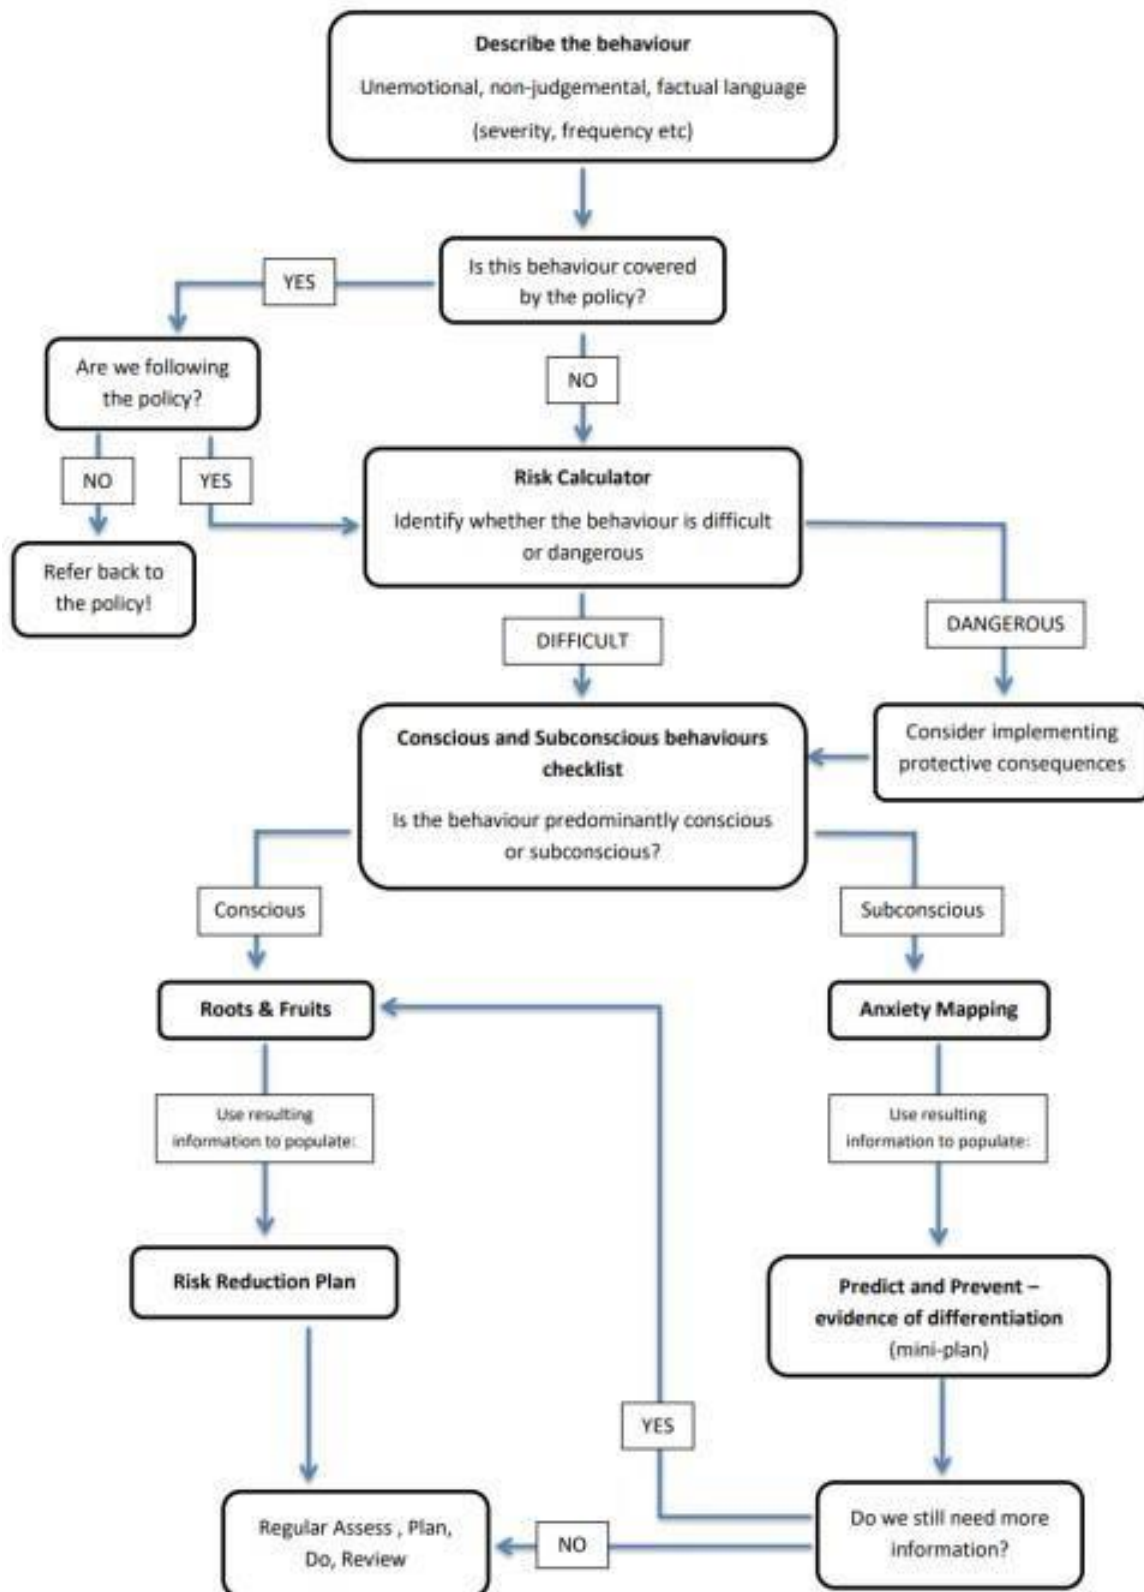 Describe the behaviour
Unemotional, non-judgemental, factual language
(severity, frequency etc)
Is this behaviour covered
by the policy?
YES
Are we following
the policy?
NO
NO
YES
Risk Calculator
Identify whether the behaviour is difficult
or dangerous
Refer back to
the policy!
DIFFICULT
DANGEROUS
Conscious and Subconscious behaviours
checklist
Is the behaviour predominantly conscious
or subconscious?
Consider implementing
protective consequences
Conscious
Subconscious
Roots & Fruits
Anxiety Mapping
Use resulting
information to populate:
Use resulting
information to populate:
Risk Reduction Plan
Predict and Prevent –
evidence of differentiation
(mini-plan)
YES
Regular Assess , Plan,
Do, Review
NO
Do we still need more
information?